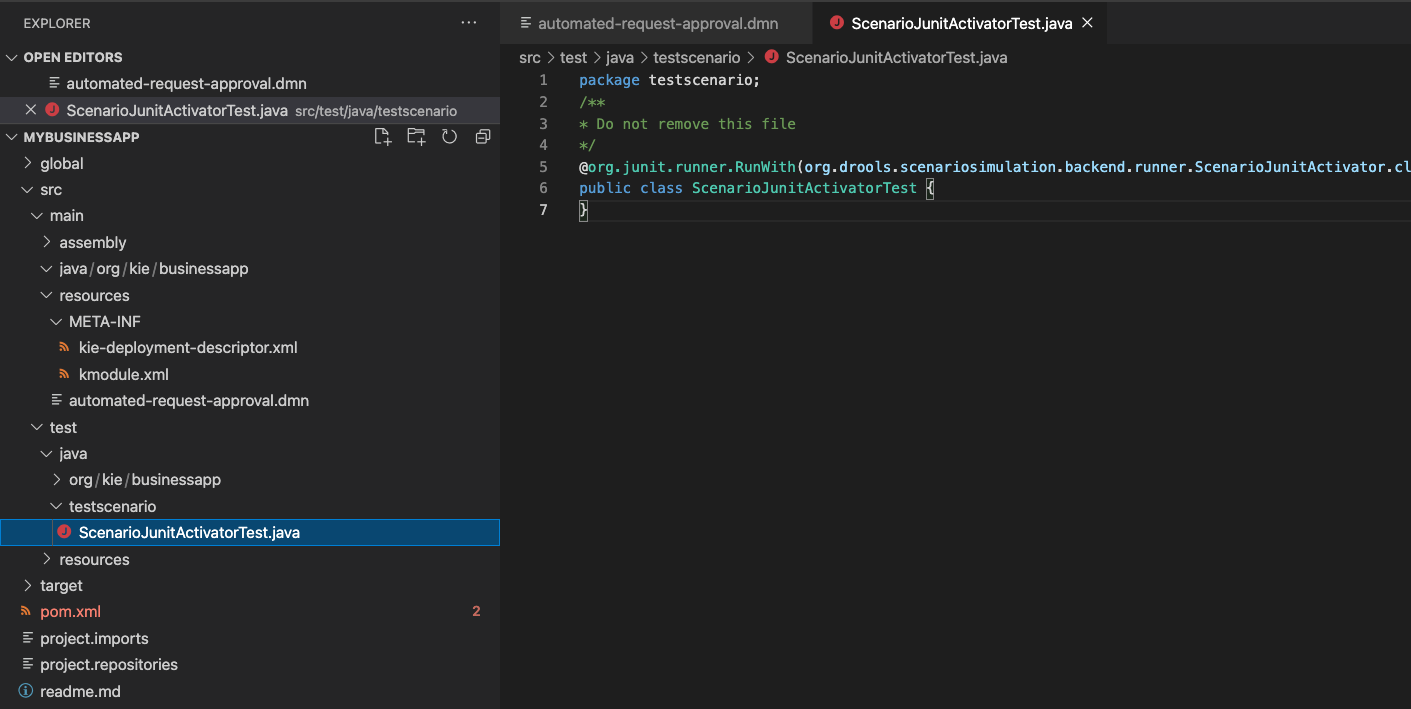 EXPLORER
OPEN EDITORS
automated-request-approval.dmn
ScenarioJunitActivatorTest.java src/test/java/testscenario
MYBUSINESSAPP
global
src
main
assembly
java/org/kie/businessapp
resources
META-INF
kie-deployment-descriptor.xml
kmodule.xml
automated-request-approval.dmn
test
java
org/kie/businessapp
testscenario
ScenarioJunitActivatorTest.java
resources
target
pom.xml 2
project.imports
project.repositories
readme.md
automated-request-approval.dmn
ScenarioJunitActivatorTest.java
src > test > java > testscenario > ScenarioJunitActivatorTest.java
1 package testscenario;
2 /**
3 * Do not remove this file
4 */
5 @org.junit.runner.RunWith(org.drools.scenariosimulation.backend.runner.ScenarioJunitActivator.cl
6 public class ScenarioJunitActivatorTest {
7 }